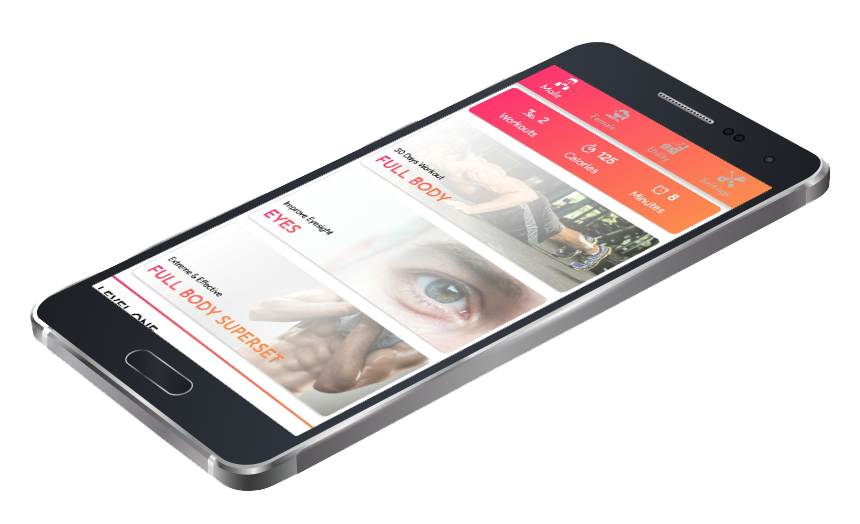 Male
Female
Utility
Settings
2
Workouts
125
Calories
8
Minutes
30 Days Workout
FULL BODY
Improve Eyesight
EYES
Extreme & Effective
FULL BODY SUPERSET
LEVEL ONE